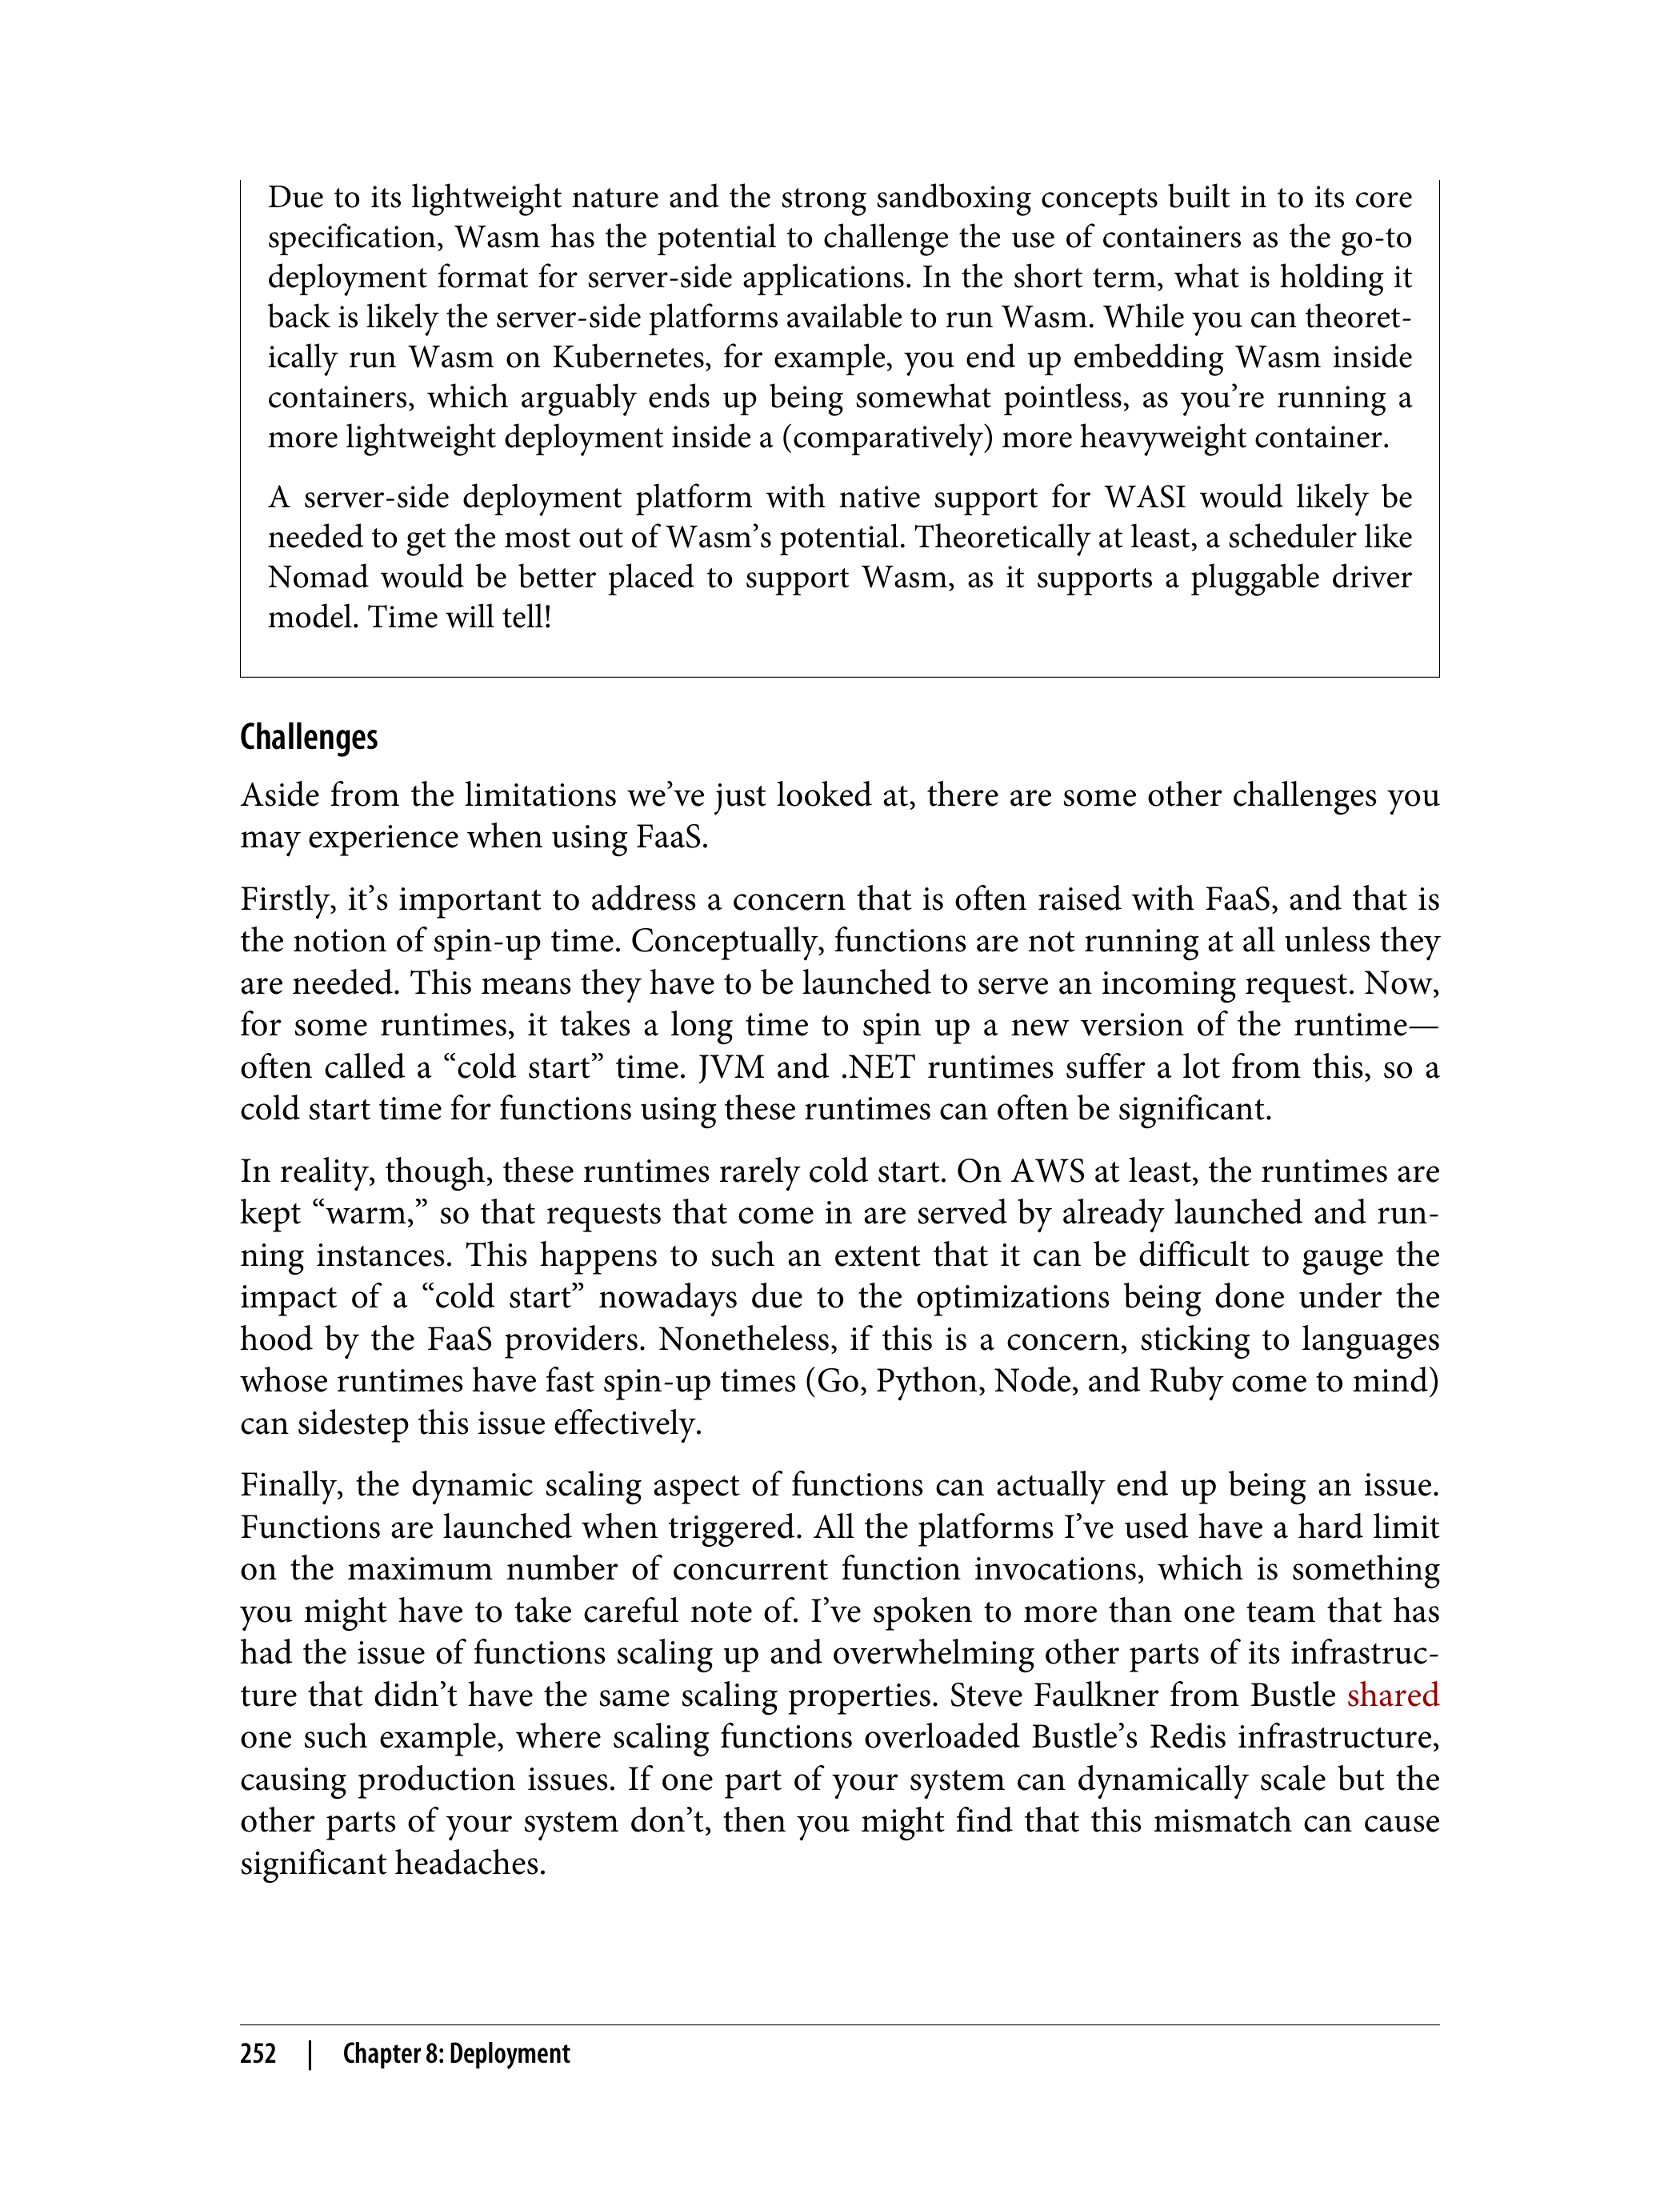 Due to its lightweight nature and the strong sandboxing concepts built in to its core
specification, Wasm has the potential to challenge the use of containers as the go-to
deployment format for server-side applications. In the short term, what is holding it
back is likely the server-side platforms available to run Wasm. While you can theoret-
ically run Wasm on Kubernetes, for example, you end up embedding Wasm inside
containers, which arguably ends up being somewhat pointless, as you’re running a
more lightweight deployment inside a (comparatively) more heavyweight container.
A server-side deployment platform with native support for WASI would likely be
needed to get the most out of Wasm’s potential. Theoretically at least, a scheduler like
Nomad would be better placed to support Wasm, as it supports a pluggable driver
model. Time will tell!
Challenges
Aside from the limitations we’ve just looked at, there are some other challenges you
may experience when using FaaS.
Firstly, it’s important to address a concern that is often raised with FaaS, and that is
the notion of spin-up time. Conceptually, functions are not running at all unless they
are needed. This means they have to be launched to serve an incoming request. Now,
for some runtimes, it takes a long time to spin up a new version of the runtime—
often called a “cold start” time. JVM and .NET runtimes suffer a lot from this, so a
cold start time for functions using these runtimes can often be significant.
In reality, though, these runtimes rarely cold start. On AWS at least, the runtimes are
kept “warm,” so that requests that come in are served by already launched and run-
ning instances. This happens to such an extent that it can be difficult to gauge the
impact of a “cold start” nowadays due to the optimizations being done under the
hood by the FaaS providers. Nonetheless, if this is a concern, sticking to languages
whose runtimes have fast spin-up times (Go, Python, Node, and Ruby come to mind)
can sidestep this issue effectively.
Finally, the dynamic scaling aspect of functions can actually end up being an issue.
Functions are launched when triggered. All the platforms I’ve used have a hard limit
on the maximum number of concurrent function invocations, which is something
you might have to take careful note of. I’ve spoken to more than one team that has
had the issue of functions scaling up and overwhelming other parts of its infrastruc-
ture that didn’t have the same scaling properties. Steve Faulkner from Bustle shared
one such example, where scaling functions overloaded Bustle’s Redis infrastructure,
causing production issues. If one part of your system can dynamically scale but the
other parts of your system don’t, then you might find that this mismatch can cause
significant headaches.
252 | Chapter 8: Deployment